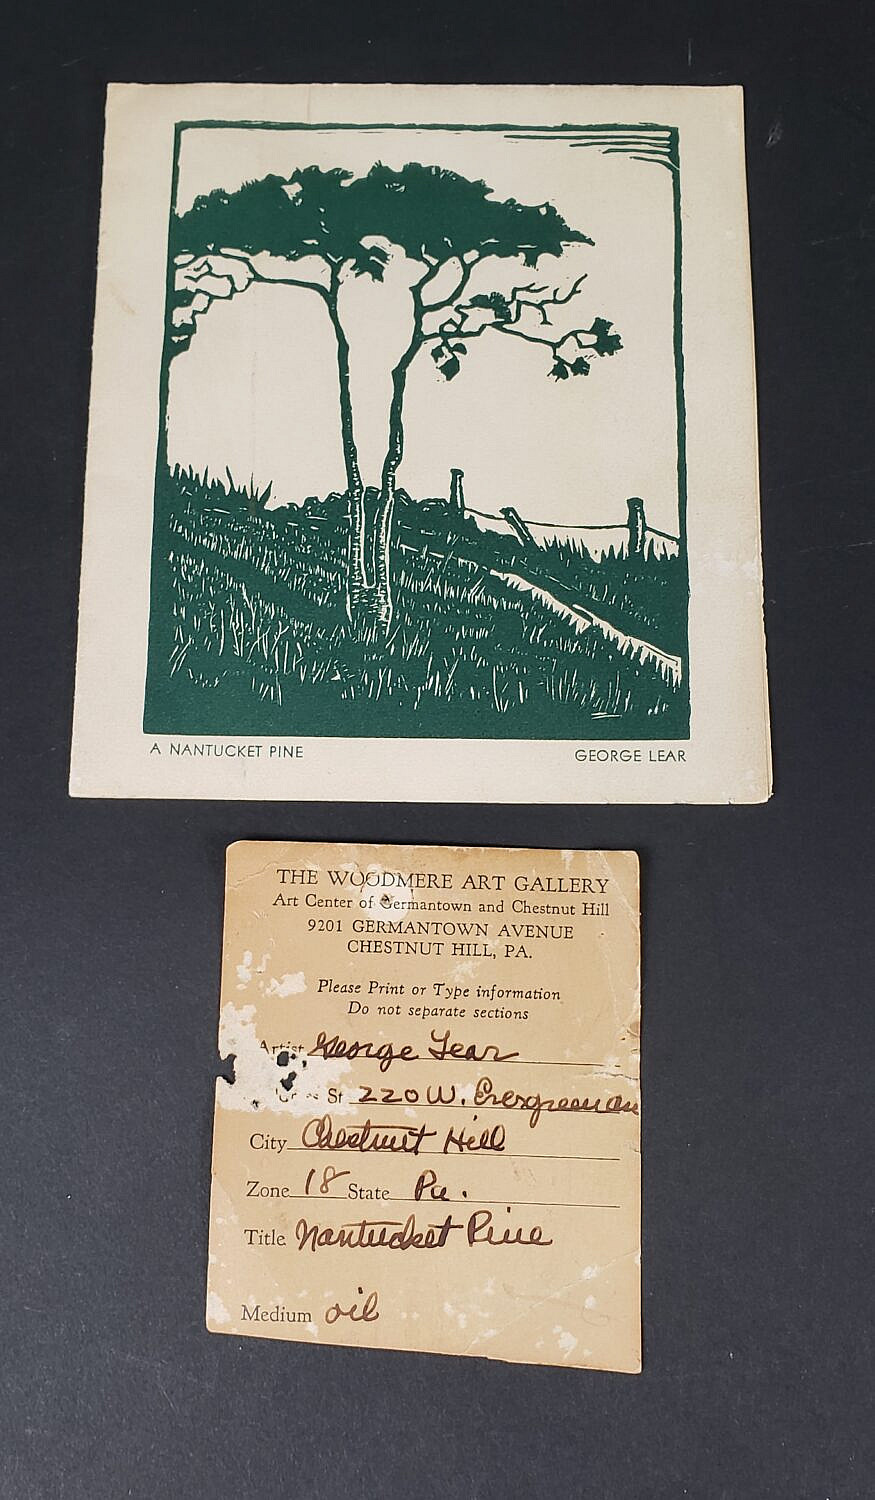 A NANTUCKET PINE
GEORGE LEAR
THE WOODMERE ART GALLERY
Art Center of Germantown and Chestnut Hill
9201 GERMANTOWN AVENUE
CHESTNUT HILL, PA.
Please Print or Type information
Do not separate sections
Artist George Lear
St 220 W. Evergreen
City Chestnut Hill
Zone 18 State Pa.
Title Nantucket Pine
Medium oil